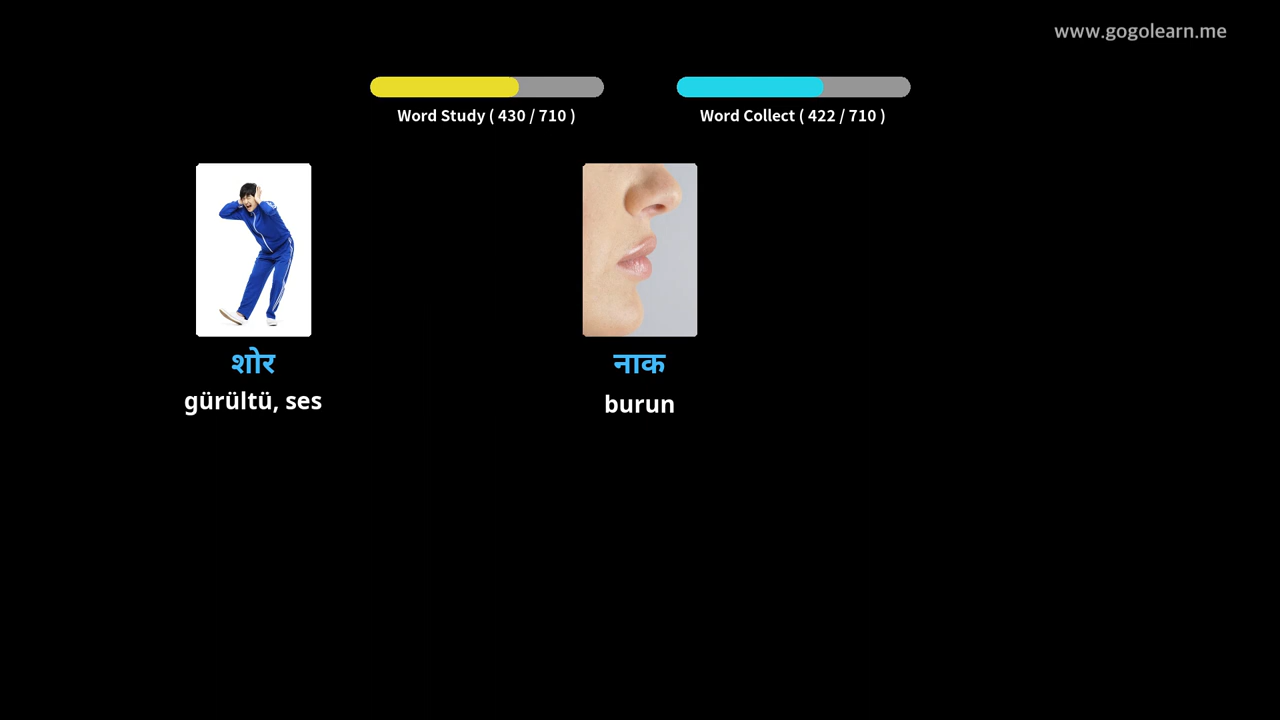 www.gogolearn.me
Word Study ( 430 / 710 )
Word Collect ( 422 / 710 )
शोर
gürültü, ses
नाक
burun